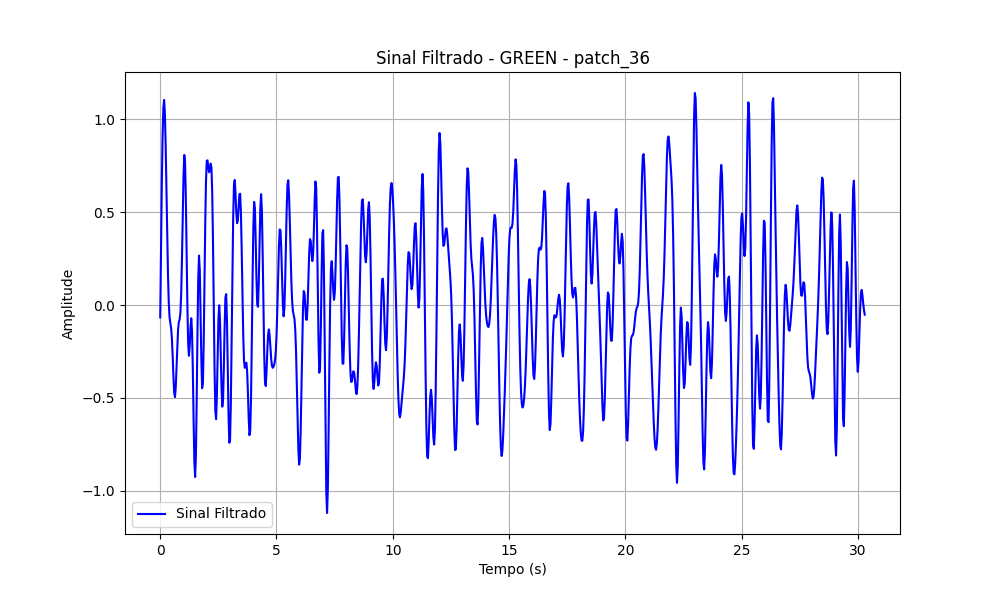 Sinal Filtrado - GREEN - patch_36
Amplitude
1.0
0.5
0.0
−0.5
−1.0
Sinal Filtrado
0 5 10 15 20 25 30
Tempo (s)